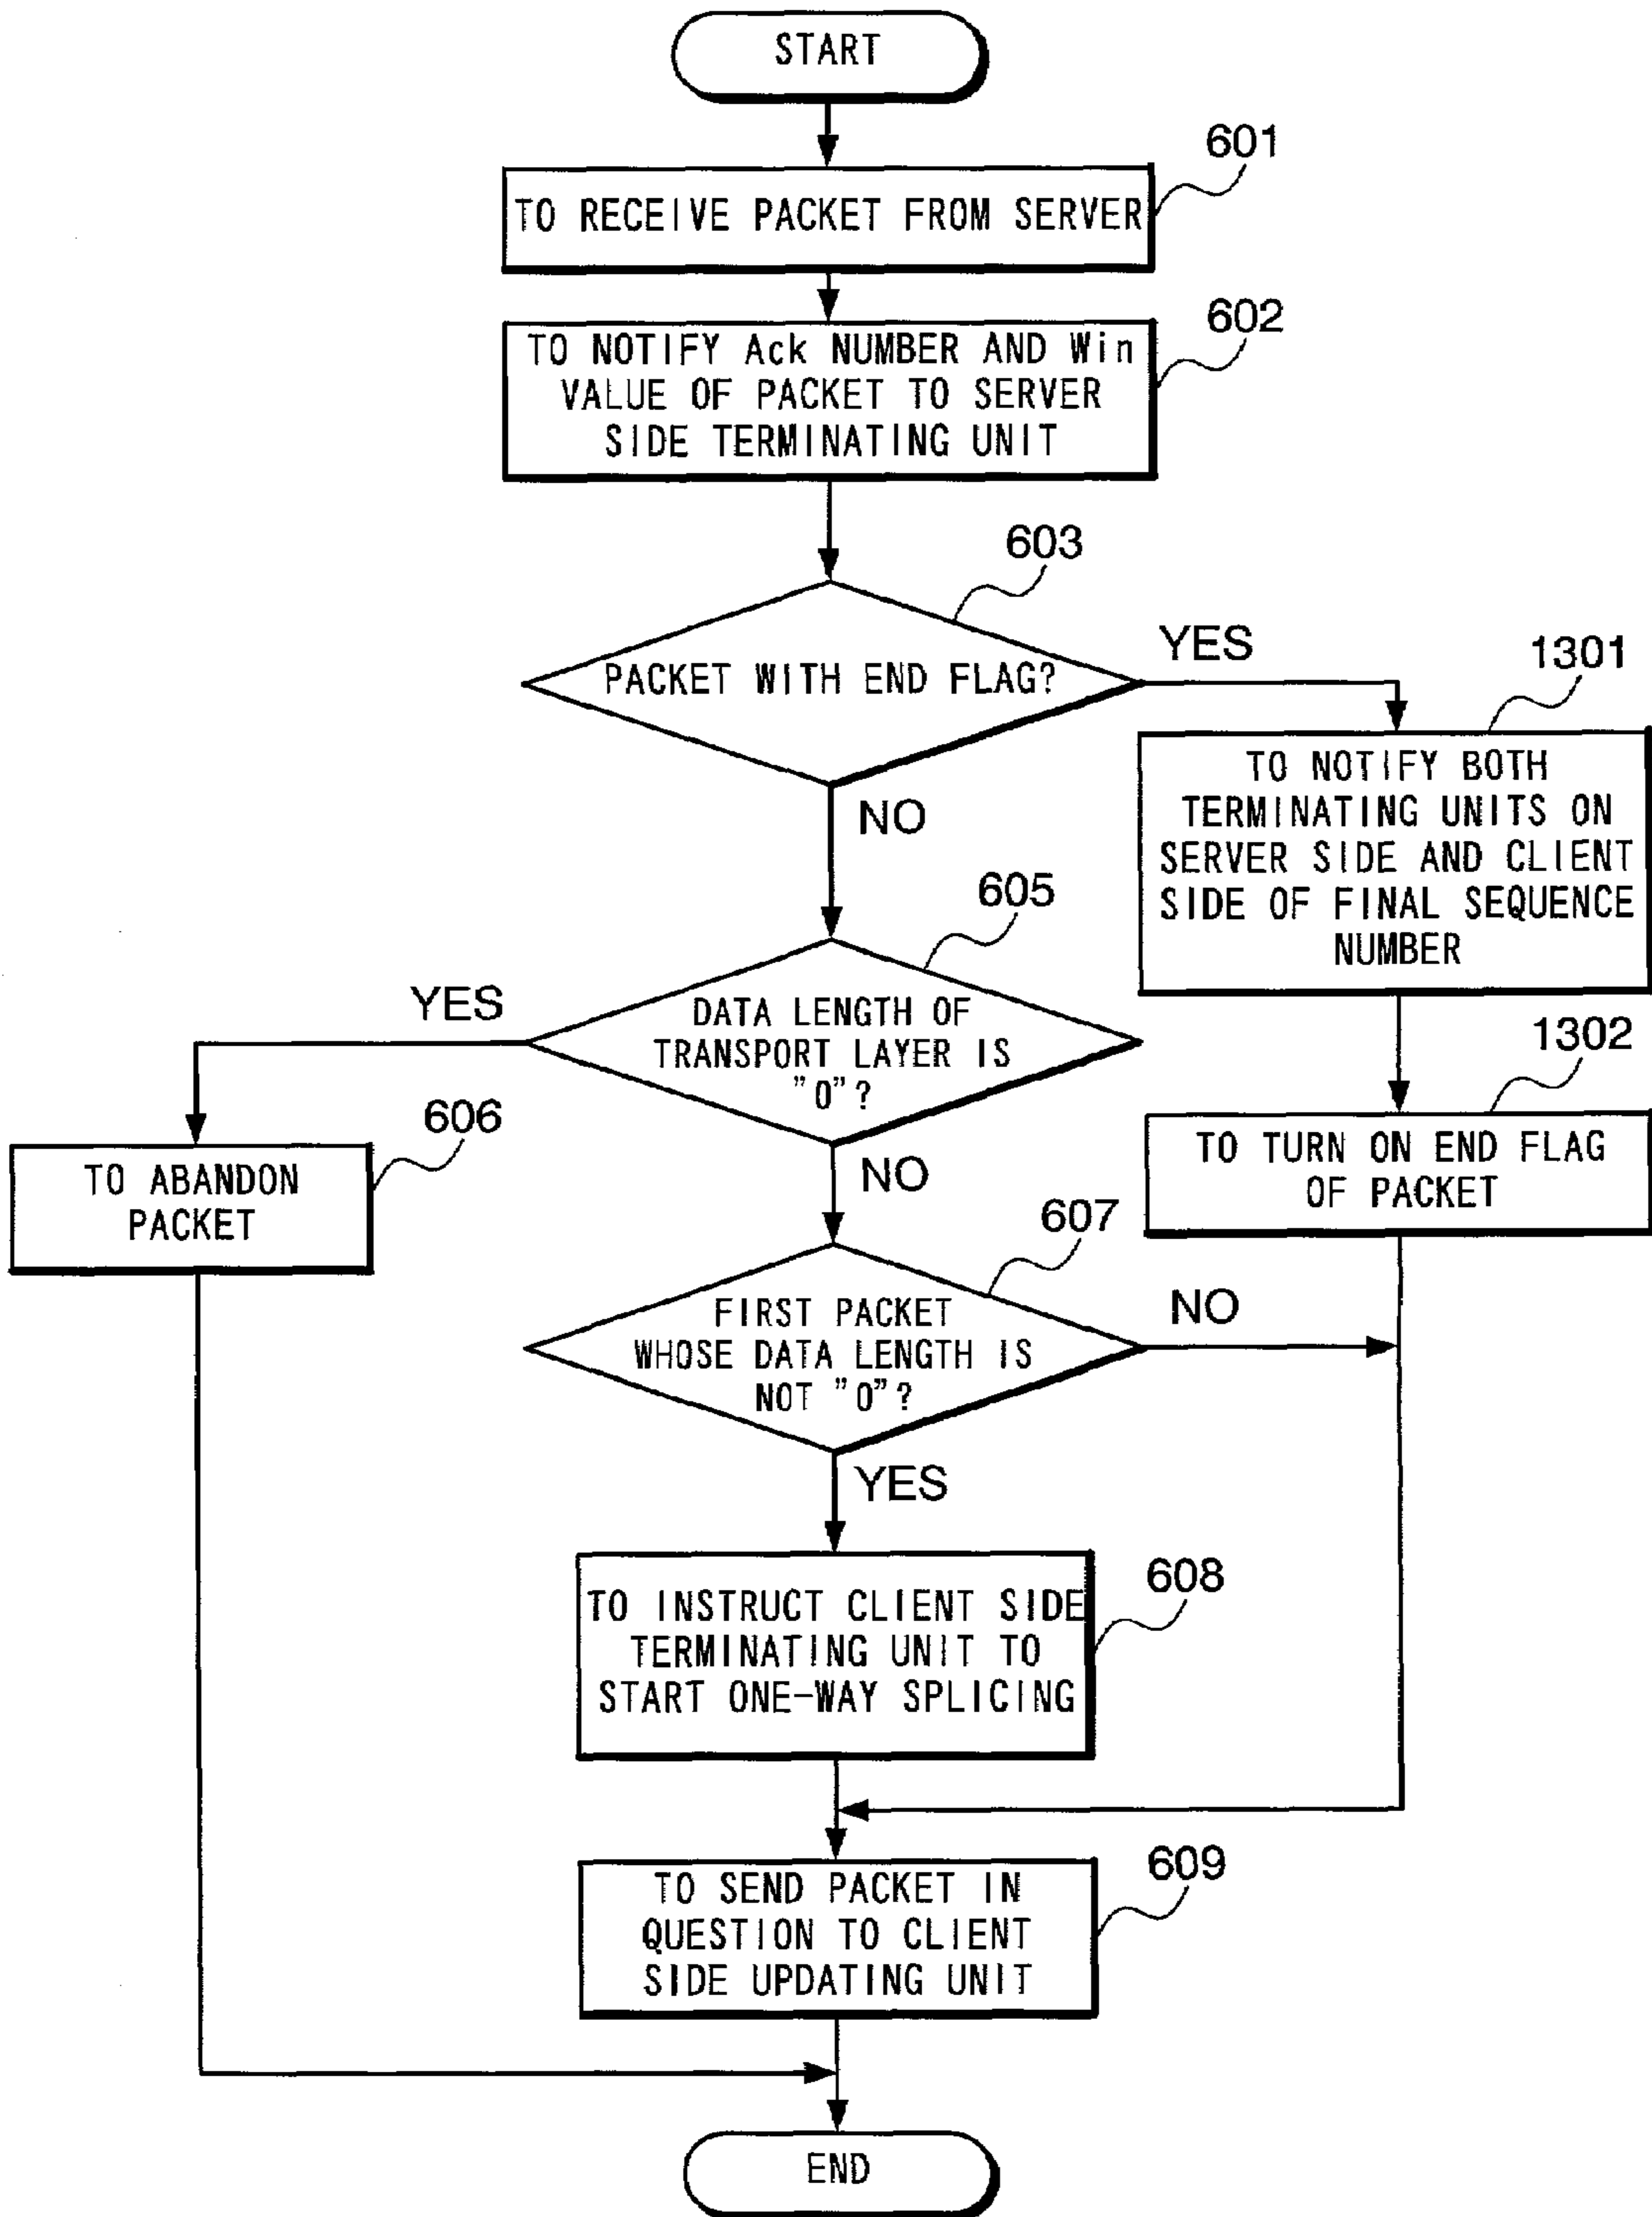 START
601
TO RECEIVE PACKET FROM SERVER
602
TO NOTIFY Ack NUMBER AND Win
VALUE OF PACKET TO SERVER
SIDE TERMINATING UNIT
603
PACKET WITH END FLAG?
YES
1301
TO NOTIFY BOTH
TERMINATING UNITS ON
SERVER SIDE AND CLIENT
SIDE OF FINAL SEQUENCE
NUMBER
NO
605
DATA LENGTH OF
TRANSPORT LAYER IS
"0"?
YES
1302
TO TURN ON END FLAG
OF PACKET
606
TO ABANDON
PACKET
NO
607
FIRST PACKET
WHOSE DATA LENGTH IS
NOT "0"?
NO
YES
608
TO INSTRUCT CLIENT SIDE
TERMINATING UNIT TO
START ONE-WAY SPLICING
609
TO SEND PACKET IN
QUESTION TO CLIENT
SIDE UPDATING UNIT
END